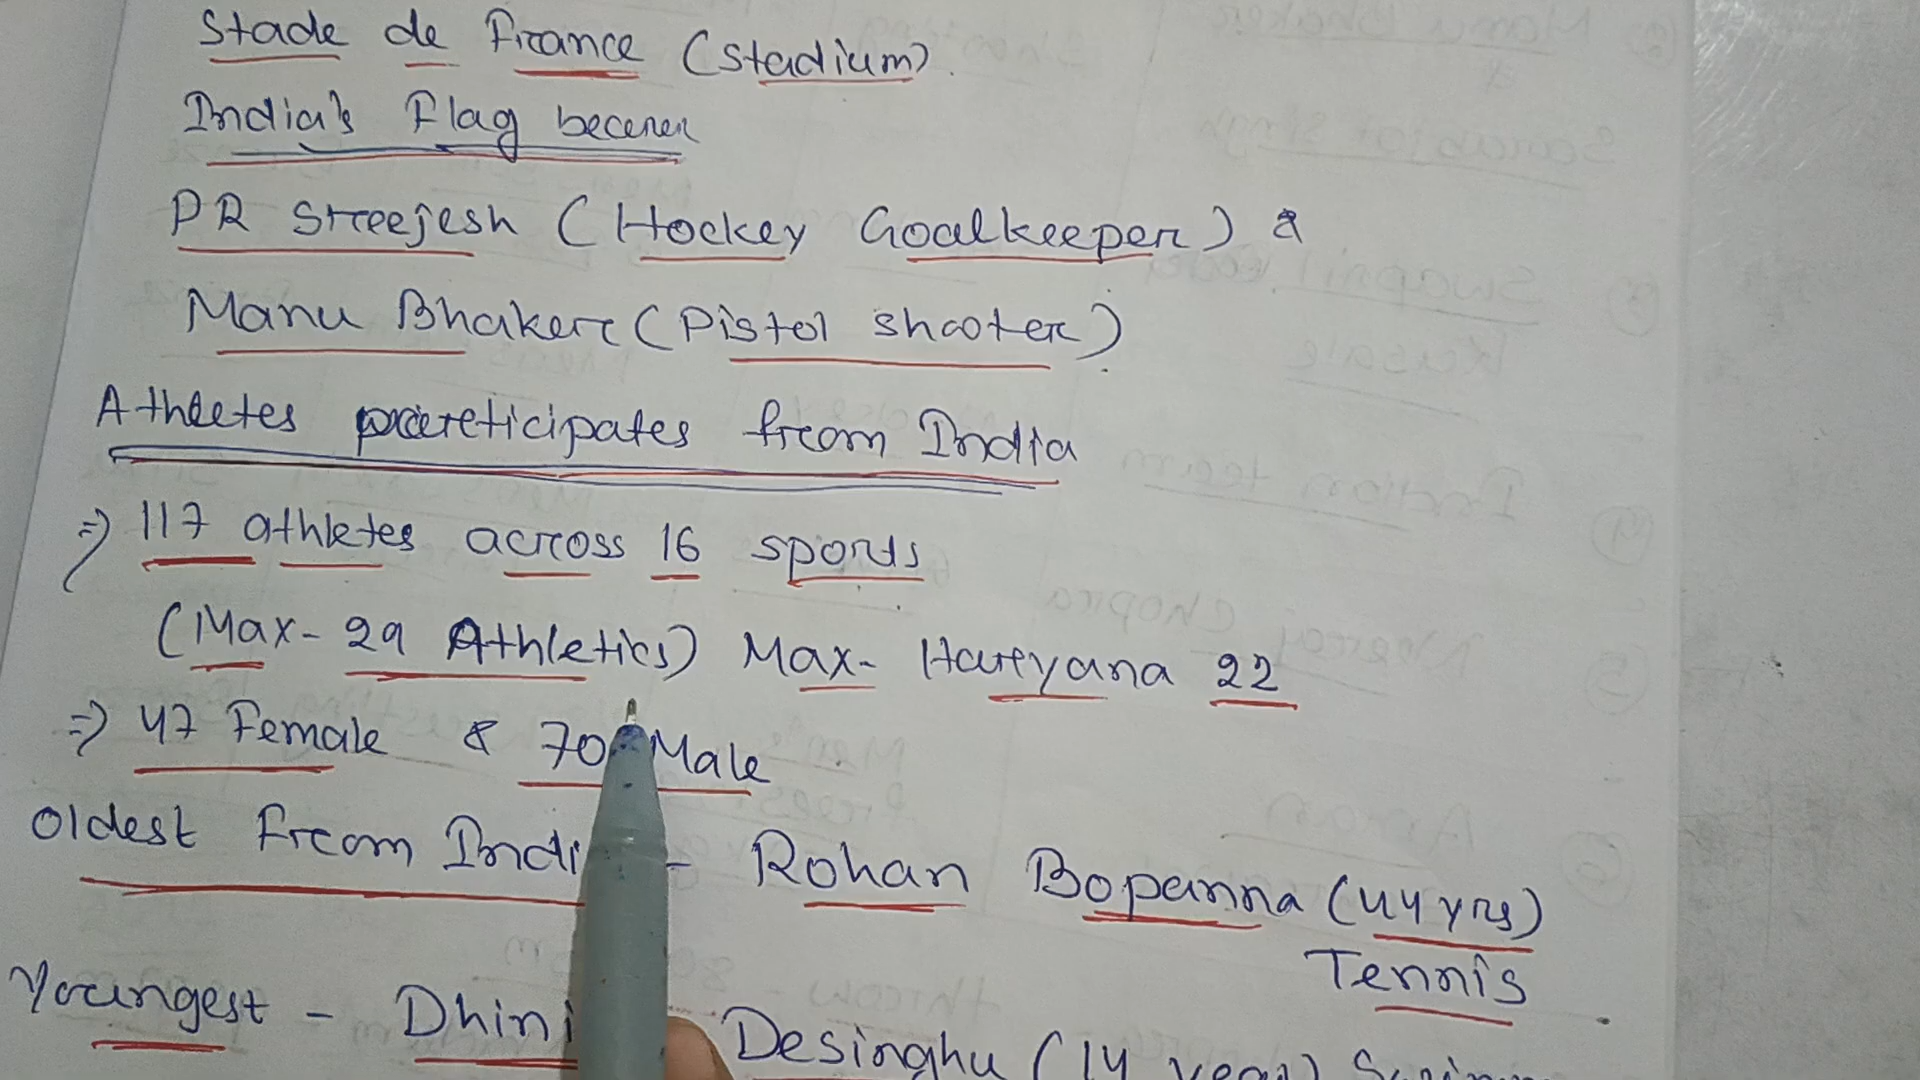 Stade de France (Stadium).
India's Flag becerer
PR Sreejesh (Hockey Goalkeeper) &
Manu Bhaker (Pistol shooter)
Athletes participates from India
⇒ 117 athletes across 16 sports
(Max- 29 Athletics) Max- Haryana 22
⇒ 47 Female & 70 Male
Oldest from Indi - Rohan Bopanna (44 yrs)
Tennis
Youngest - Dhini Desinghu (14 year)